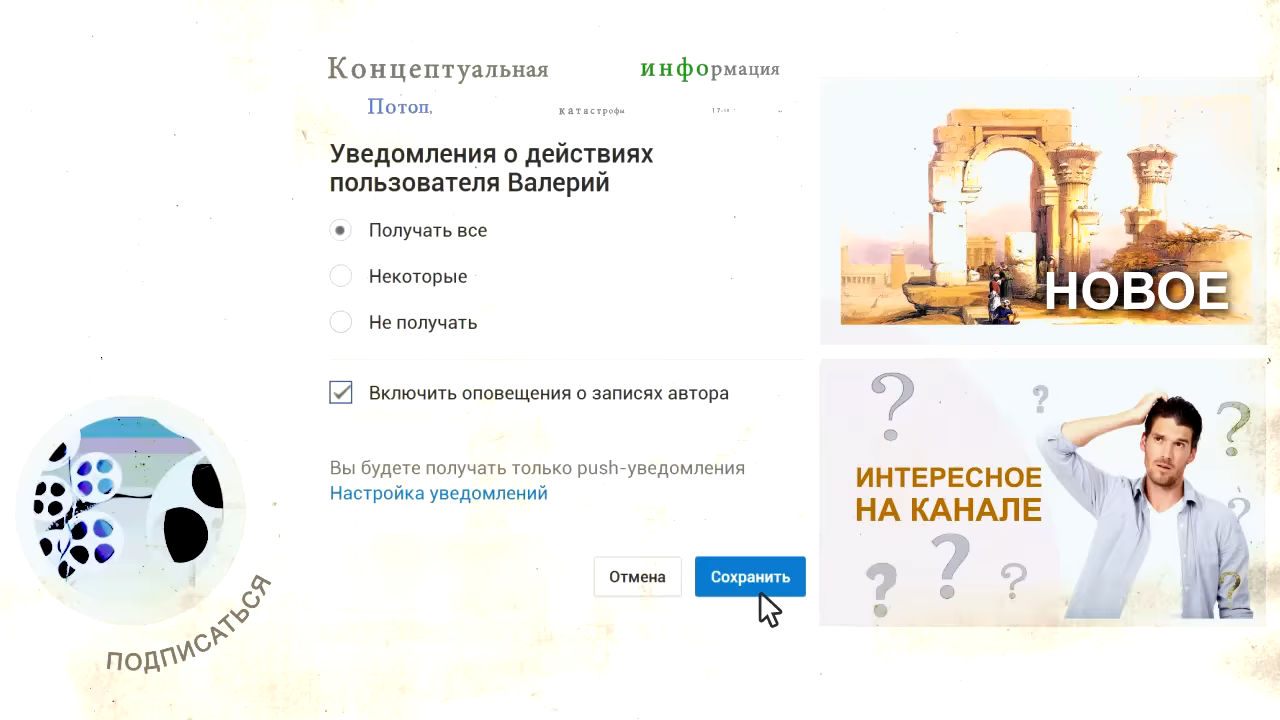 Концептуальная информация
Потоп, катастрофы
Уведомления о действиях
пользователя Валерий
Получать все
Некоторые
Не получать
Включить оповещения о записях автора
Вы будете получать только push-уведомления
Настройка уведомлений
Отмена Сохранить
ПОДПИСАТЬСЯ
НОВОЕ
ИНТЕРЕСНОЕ
НА КАНАЛЕ